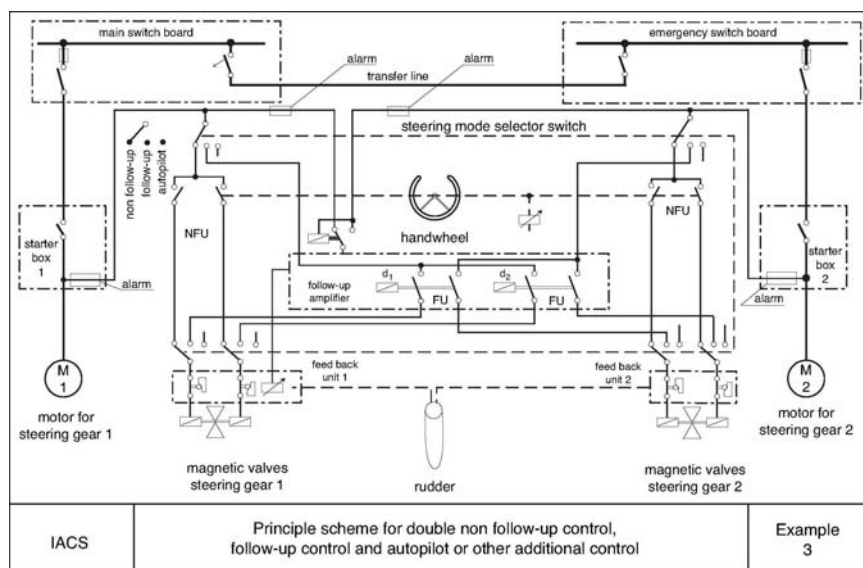 main switch board
emergency switch board
alarm
alarm
transfer line
steering mode selector switch
non follow-up
follow-up
autopilot
NFU
NFU
handwheel
starter
box
1
starter
box
2
alarm
alarm
follow-up
amplifier
d1
d2
FU
FU
M
1
M
2
feed back
unit 1
feed back
unit 2
motor for
steering gear 1
motor for
steering gear 2
magnetic valves
steering gear 1
rudder
magnetic valves
steering gear 2
IACS
Principle scheme for double non follow-up control,
follow-up control and autopilot or other additional control
Example
3